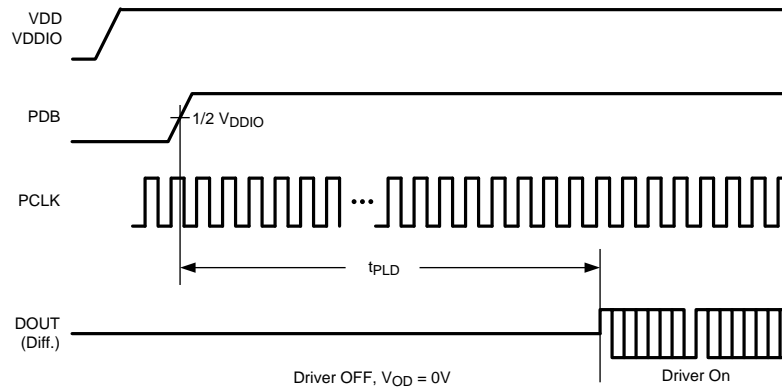 VDD
VDDIO
PDB
1/2 VDDIO
PCLK
•••
tPLD
DOUT
(Diff.)
Driver OFF, VOD = 0V
Driver On